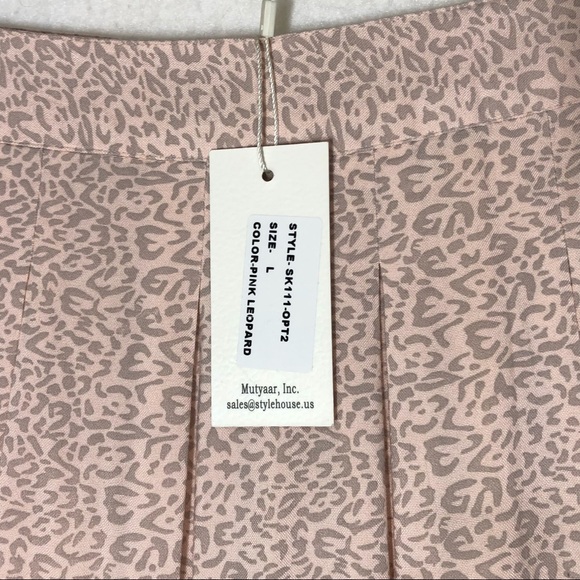 STYLE- SK111-OPT2
SIZE- L
COLOR-PINK LEOPARD
Mutyaar, Inc.
sales@stylehouse.us